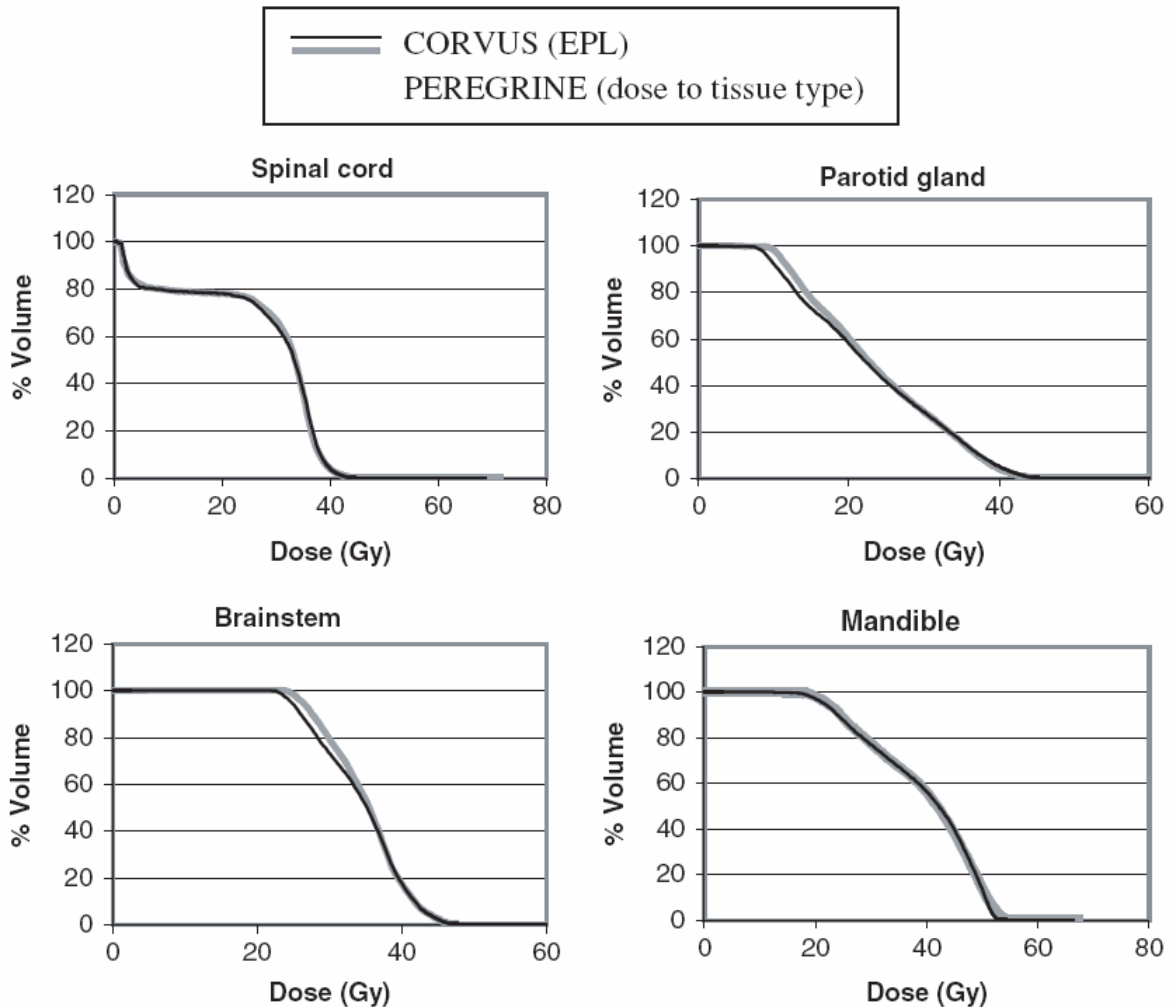 CORVUS (EPL)
PEREGRINE (dose to tissue type)
Spinal cord
120
100
80
60
40
20
0
% Volume
0 20 40 60 80
Dose (Gy)
Parotid gland
120
100
80
60
40
20
0
% Volume
0 20 40 60
Dose (Gy)
Brainstem
120
100
80
60
40
20
0
% Volume
0 20 40 60
Dose (Gy)
Mandible
120
100
80
60
40
20
0
% Volume
0 20 40 60 80
Dose (Gy)